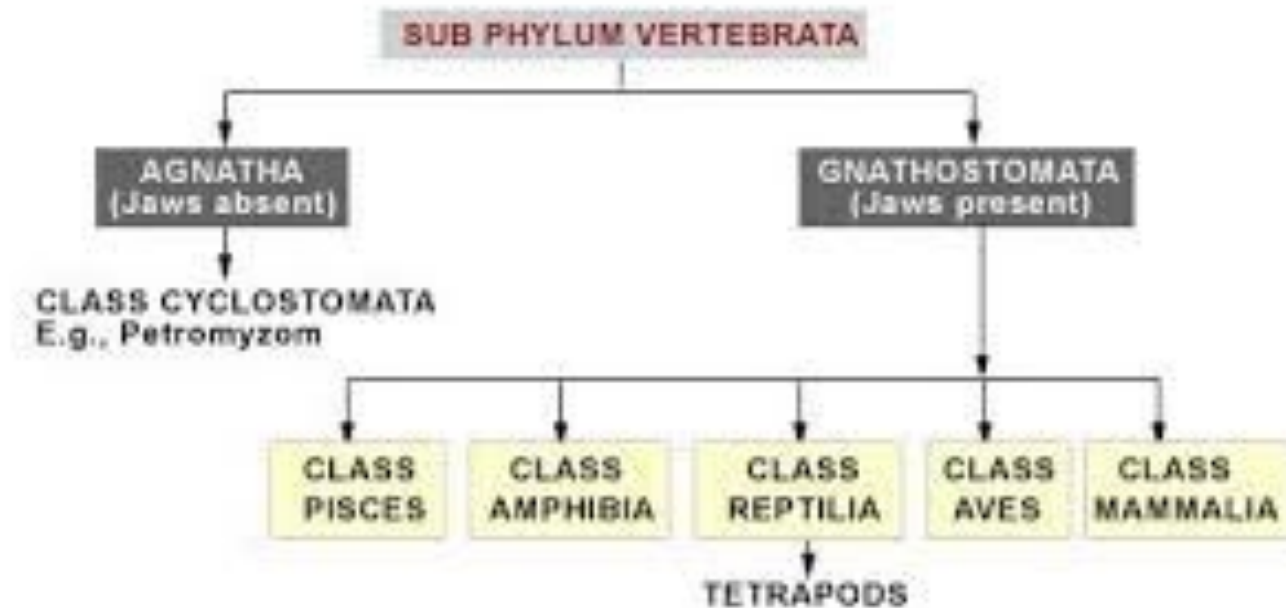 SUB PHYLUM VERTEBRATA
AGNATHA
(Jaws absent)
GNATHOSTOMATA
(Jaws present)
CLASS CYCLOSTOMATA
E.g., Petromyzom
CLASS
PISCES
CLASS
AMPHIBIA
CLASS
REPTILIA
CLASS
AVES
CLASS
MAMMALIA
TETRAPODS